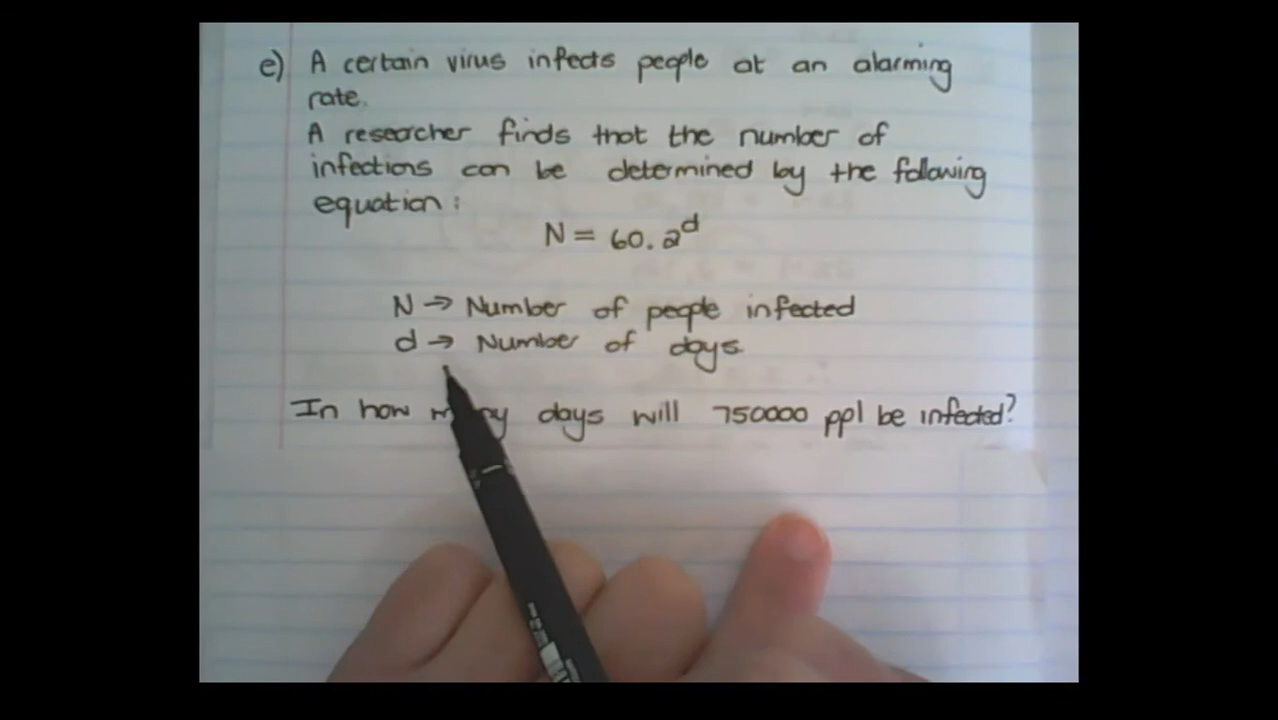 e) A certain virus infects people at an alarming
rate.
A researcher finds that the number of
infections can be determined by the following
equation:
N = 60.2^d
N → Number of people infected
d → Number of days
In how days will 750000 ppl be infected?